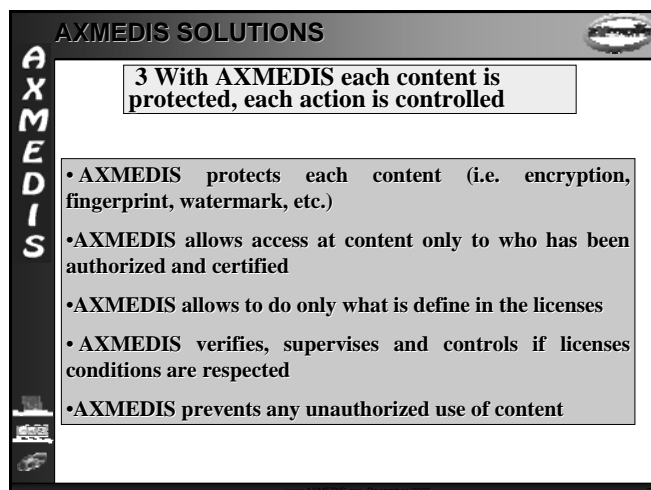 AXMEDIS SOLUTIONS
AXMEDIS
3 With AXMEDIS each content is
protected, each action is controlled
• AXMEDIS protects each content (i.e. encryption,
fingerprint, watermark, etc.)
•AXMEDIS allows access at content only to who has been
authorized and certified
•AXMEDIS allows to do only what is define in the licenses
• AXMEDIS verifies, supervises and controls if licenses
conditions are respected
•AXMEDIS prevents any unauthorized use of content